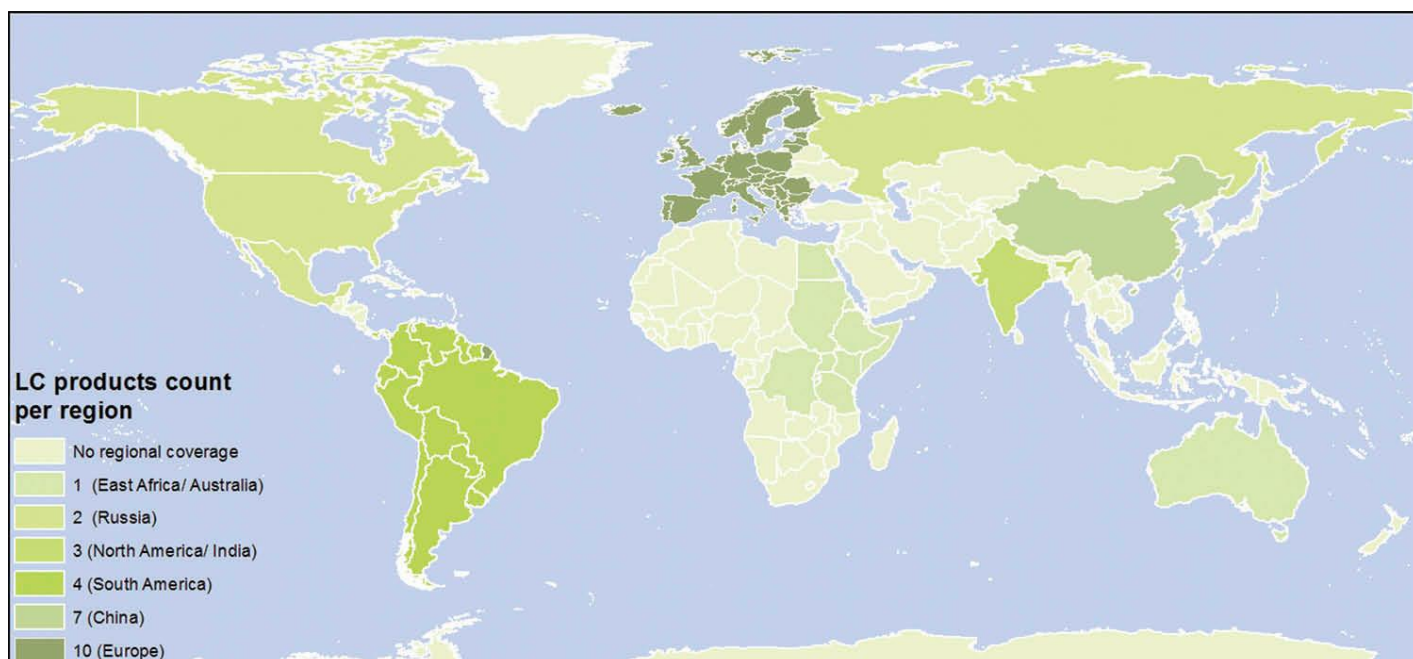 LC products count
per region
No regional coverage
1 (East Africa/ Australia)
2 (Russia)
3 (North America/ India)
4 (South America)
7 (China)
10 (Europe)